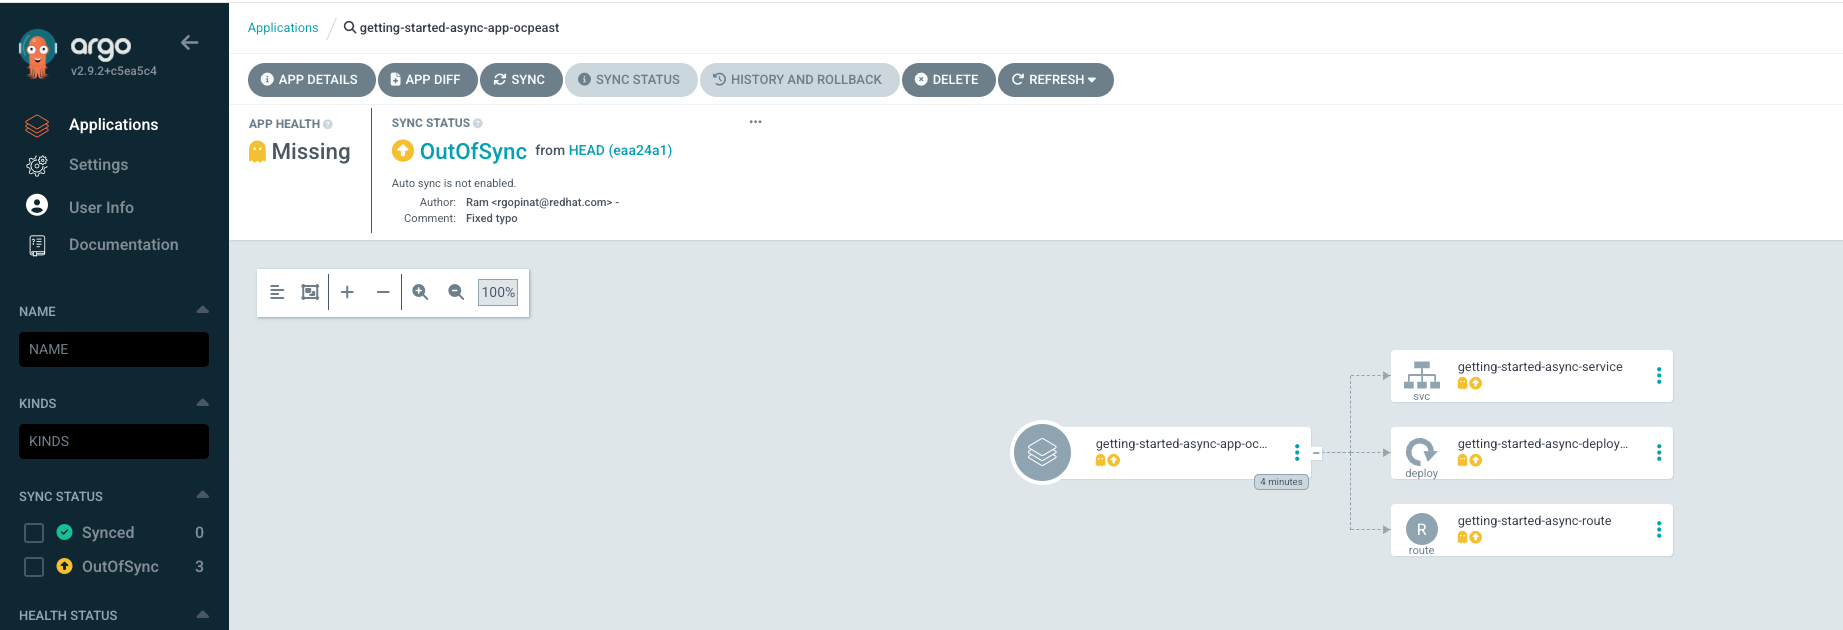 argo
v2.9.2+c5ea5c4
Applications
Settings
User Info
Documentation
NAME
NAME
KINDS
KINDS
SYNC STATUS
Synced 0
OutOfSync 3
HEALTH STATUS
Applications / getting-started-async-app-ocpeast
APP DETAILS APP DIFF SYNC SYNC STATUS HISTORY AND ROLLBACK DELETE REFRESH
APP HEALTH
Missing
SYNC STATUS
OutOfSync from HEAD (eaa24a1)
Auto sync is not enabled.
Author: Ram <rgopinat@redhat.com> -
Comment: Fixed typo
100%
getting-started-async-app-oc...
4 minutes
getting-started-async-service
svc
getting-started-async-deploy...
deploy
getting-started-async-route
R
route